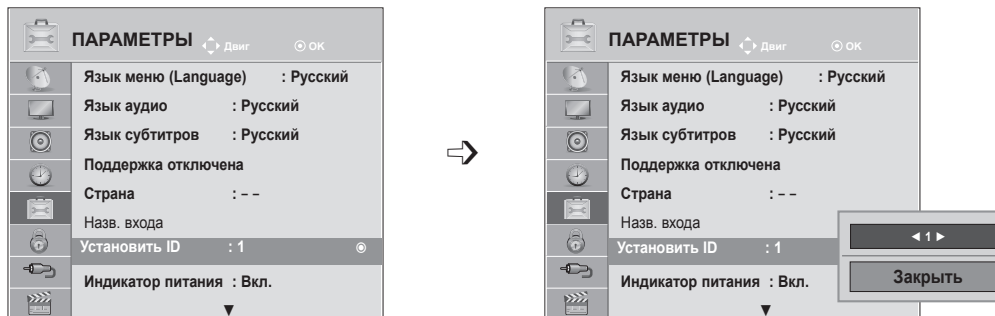 ПАРАМЕТРЫ Двиг OK
Язык меню (Language) : Русский
Язык аудио : Русский
Язык субтитров : Русский
Поддержка отключена
Страна : – –
Назв. входа
Установить ID : 1
Индикатор питания : Вкл.
ПАРАМЕТРЫ Двиг OK
Язык меню (Language) : Русский
Язык аудио : Русский
Язык субтитров : Русский
Поддержка отключена
Страна : – –
Назв. входа
Установить ID : 1
Индикатор питания : Вкл.
◄ 1 ►
Закрыть